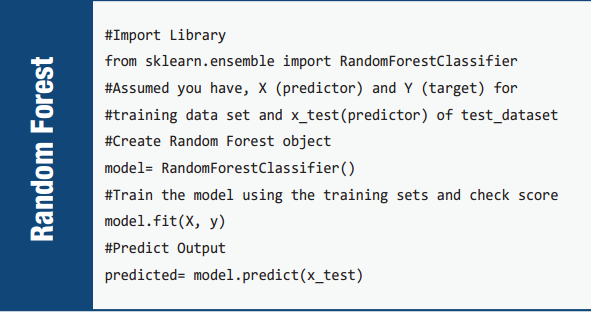 Random Forest
#Import Library
from sklearn.ensemble import RandomForestClassifier
#Assumed you have, X (predictor) and Y (target) for
#training data set and x_test(predictor) of test_dataset
#Create Random Forest object
model= RandomForestClassifier()
#Train the model using the training sets and check score
model.fit(X, y)
#Predict Output
predicted= model.predict(x_test)